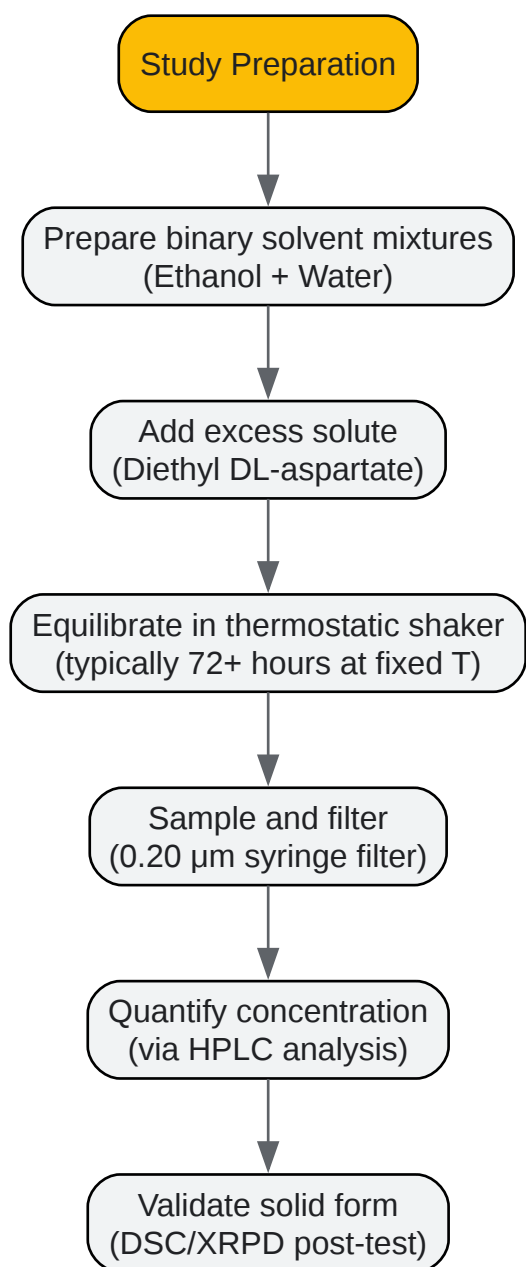 Study Preparation
Prepare binary solvent mixtures
(Ethanol + Water)
Add excess solute
(Diethyl DL-aspartate)
Equilibrate in thermostatic shaker
(typically 72+ hours at fixed T)
Sample and filter
(0.20 μm syringe filter)
Quantify concentration
(via HPLC analysis)
Validate solid form
(DSC/XRPD post-test)